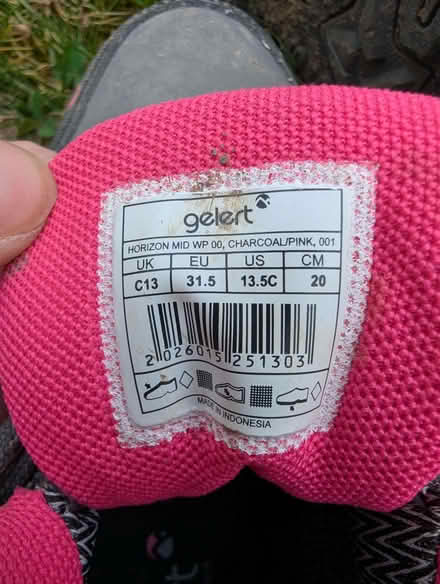 gelert
HORIZON MID WP 00, CHARCOAL/PINK, 001
UK EU US CM
C13 31.5 13.5C 20
2 026015 251303
MADE IN INDONESIA